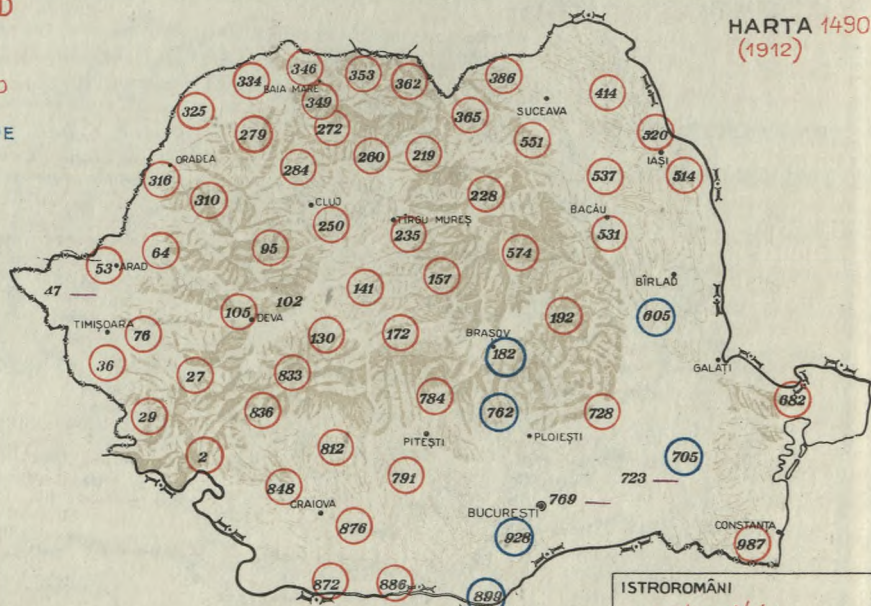 D
HARTA 1490
(1912)
346
353
386
334
362
BAIA MARE
414
349
325
365
SUCEAVA
279
272
520
551
260
219
IAȘI
ORADEA
284
537
514
316
228
310
CLUJ
BACĂU
TÎRGU MUREȘ
250
235
531
95
64
574
53
ARAD
157
BÎRLAD
47
141
102
105
DEVA
192
605
TIMIȘOARA
76
130
172
BRAȘOV
182
36
833
GALAȚI
27
784
682
29
836
762
728
PITEȘTI
PLOIEȘTI
812
2
705
791
723
848
769
CRAIOVA
BUCUREȘTI
876
CONSTANȚA
928
987
872
886
899
ISTROROMÂNI